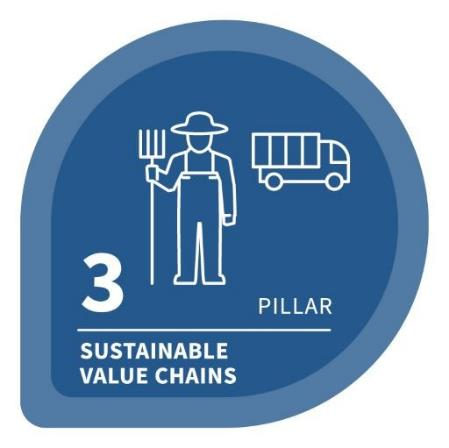 3
PILLAR
SUSTAINABLE
VALUE CHAINS